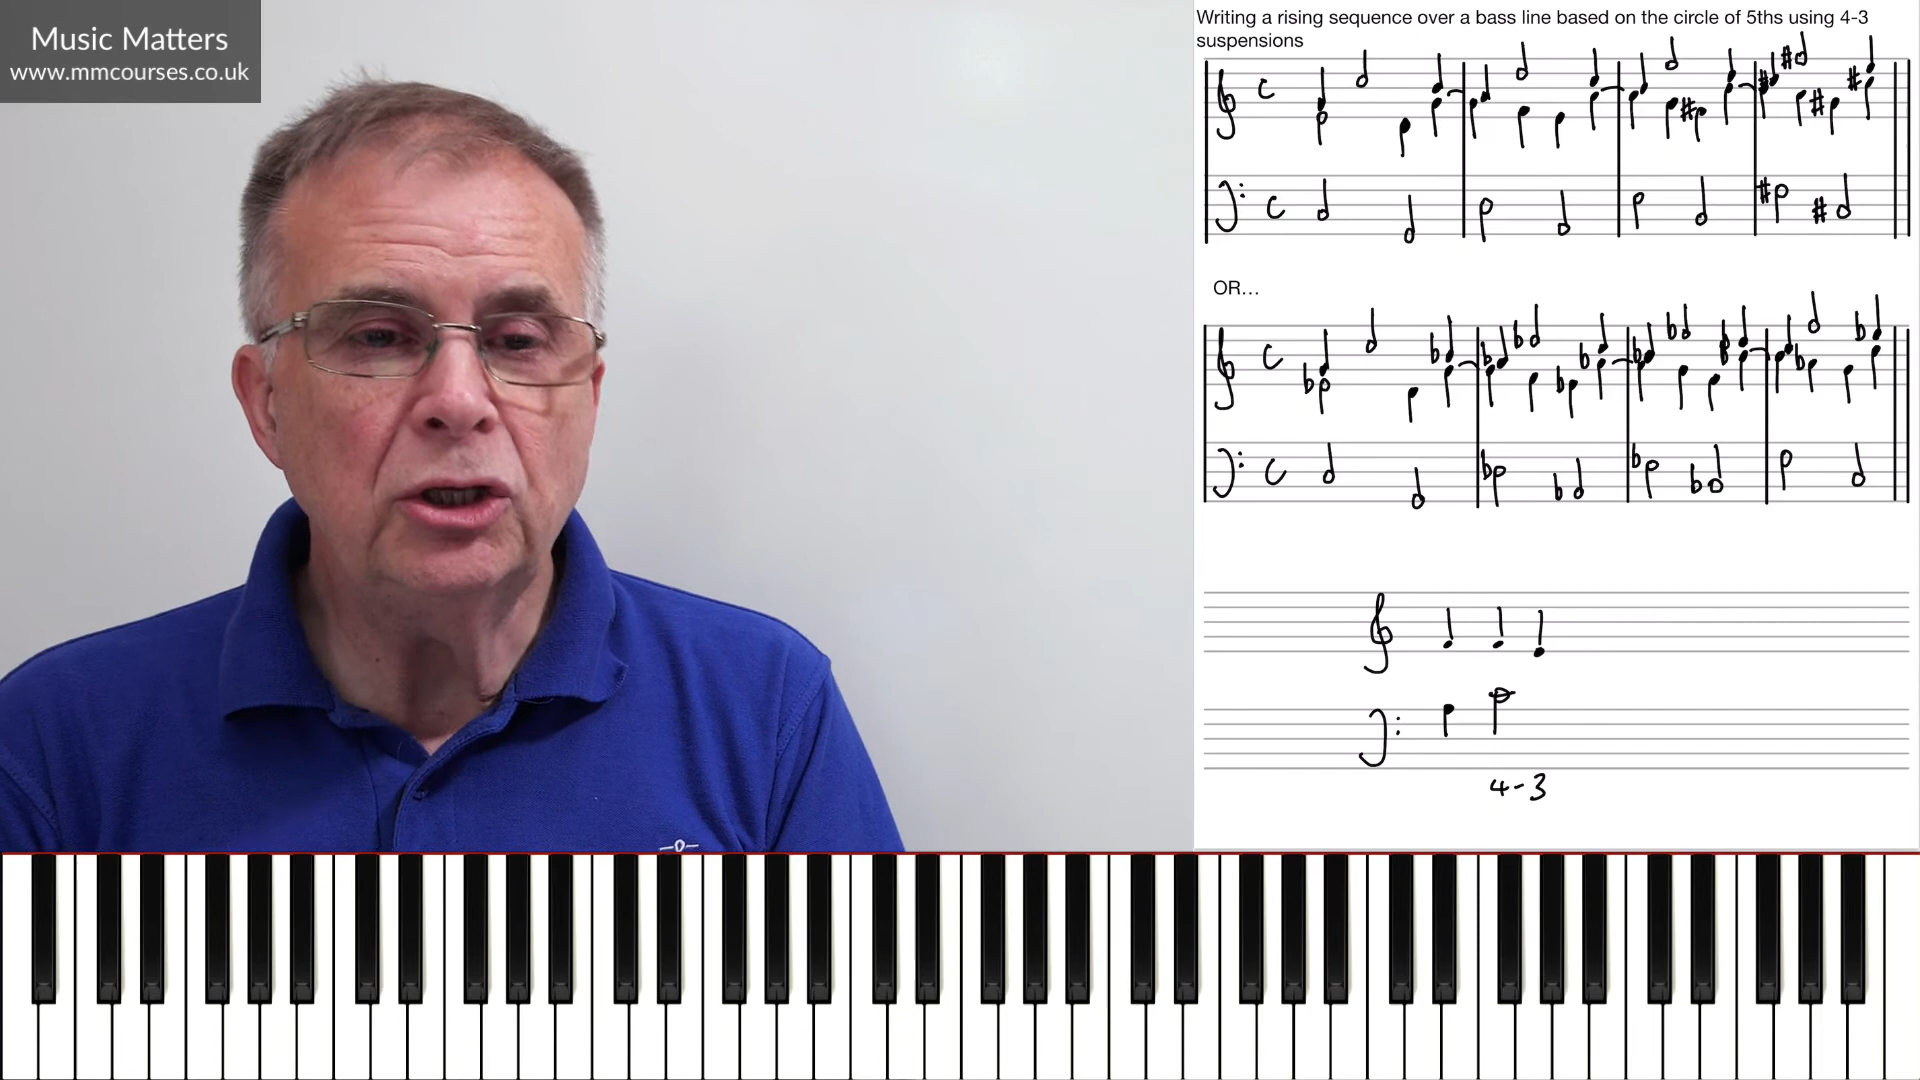 Music Matters
www.mmcourses.co.uk
Writing a rising sequence over a bass line based on the circle of 5ths using 4-3
suspensions
OR...
4-3